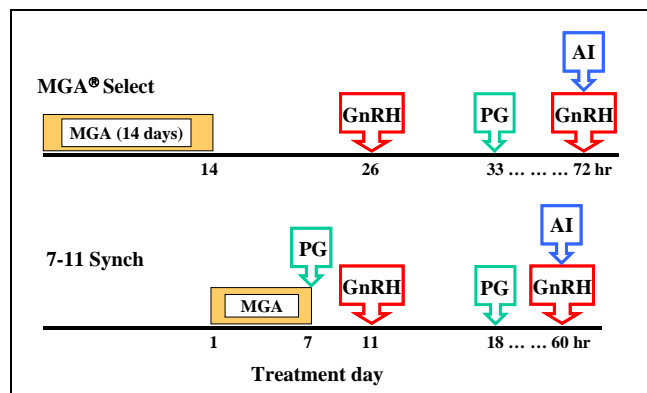 AI
MGA® Select
GnRH
PG
GnRH
MGA (14 days)
14
26
33 ... ... ... 72 hr
AI
7-11 Synch
PG
GnRH
PG
GnRH
MGA
1
7
11
18 ... ... 60 hr
Treatment day